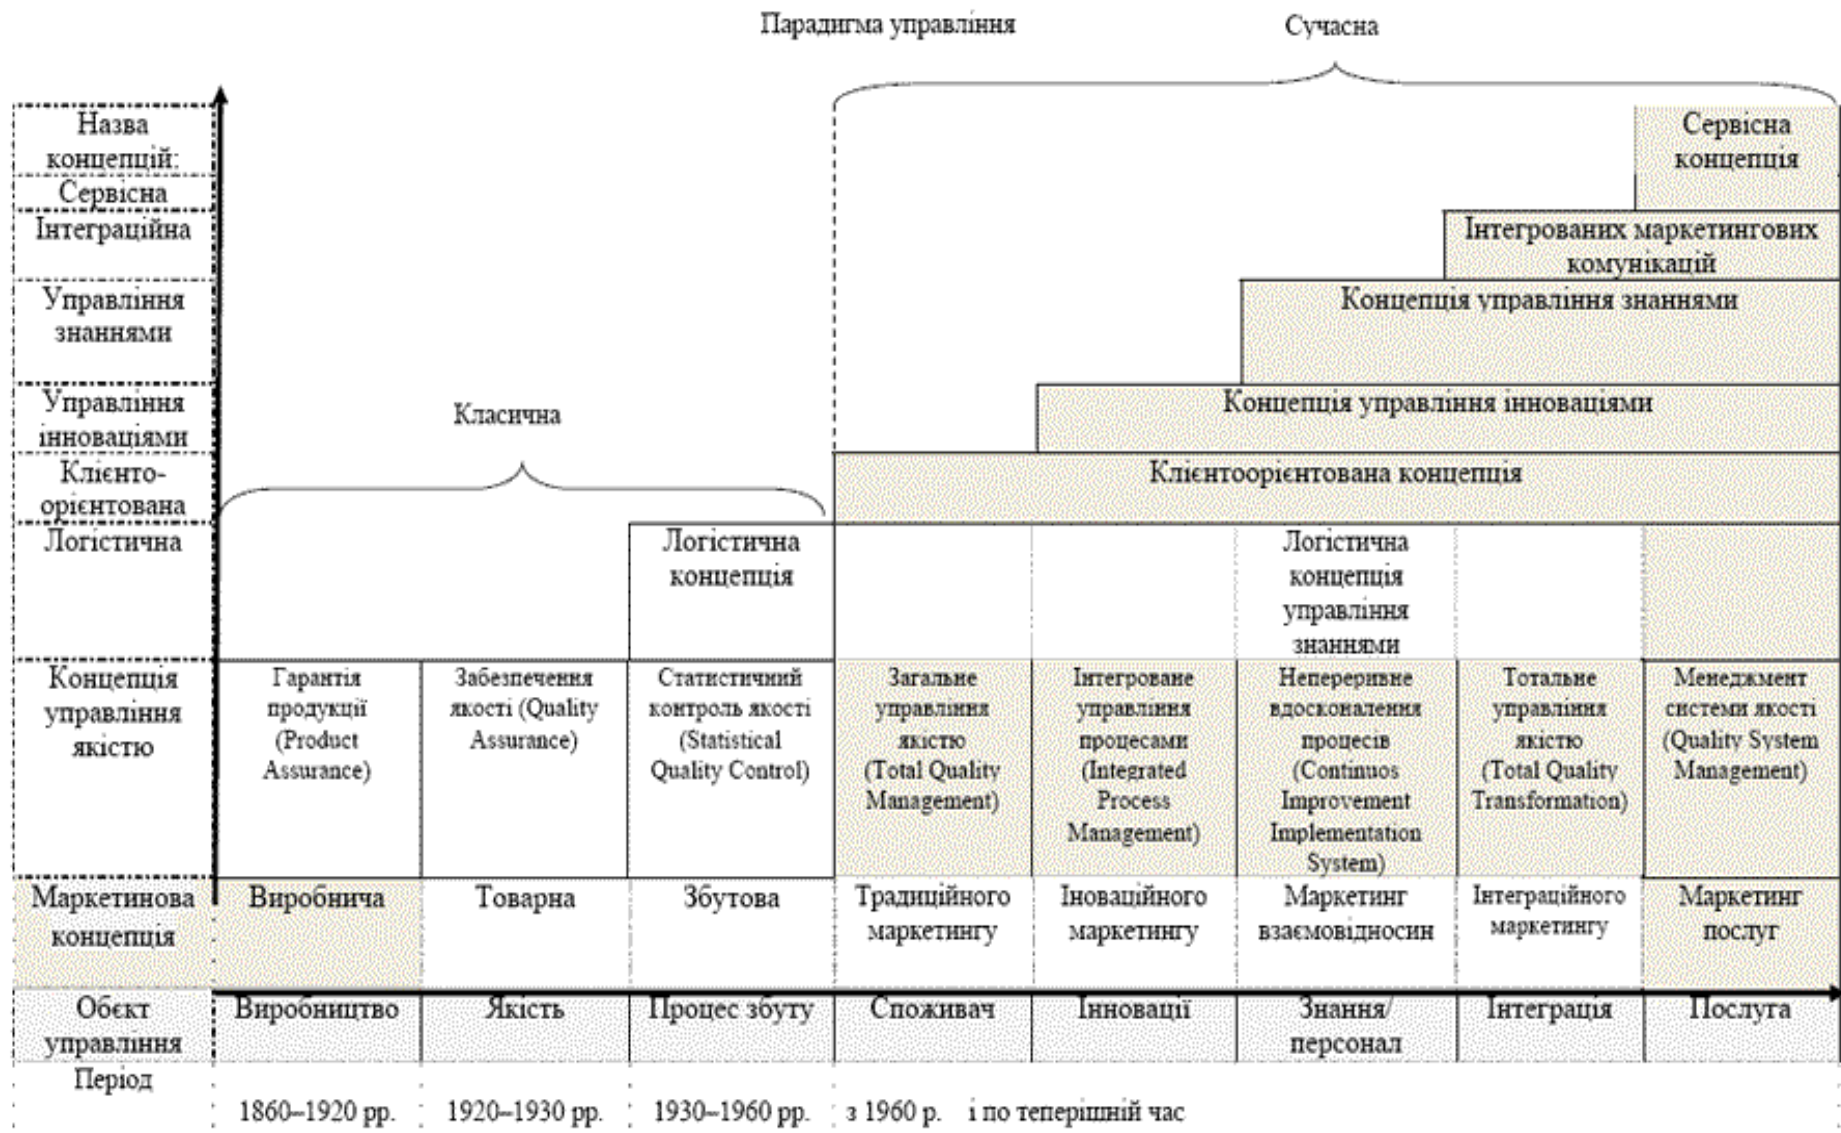 Парадигма управління
Сучасна
Назва
концепцій:
Сервісна
концепція
Сервісна
Інтеграційна
Інтегрованих маркетингових
комунікацій
Управління
знаннями
Концепція управління знаннями
Управління
інноваціями
Концепція управління інноваціями
Класична
Клієнто-
орієнтована
Клієнтоорієнтована концепція
Логістична
Логістична
концепція
Логістична
концепція
управління
знаннями
Концепція
управління
якістю
Гарантія
продукції
(Product
Assurance)
Забезпечення
якості (Quality
Assurance)
Статистичний
контроль якості
(Statistical
Quality Control)
Загальне
управління
якістю
(Total Quality
Management)
Інтегроване
управління
процесами
(Integrated
Process
Management)
Непереривне
вдосконалення
процесів
(Continuos
Improvement
Implementation
System)
Тотальне
управління
якістю
(Total Quality
Transformation)
Менеджмент
системи якості
(Quality System
Management)
Маркетинова
концепція
Виробнича
Товарна
Збутова
Традиційного
маркетингу
Іноваційного
маркетингу
Маркетинг
взаємовідносин
Інтеграційного
маркетингу
Маркетинг
послуг
Обєкт
управління
Виробництво
Якість
Процес збуту
Споживач
Інновації
Знання/
персонал
Інтеграція
Послуга
Період
1860–1920 рр.
1920–1930 рр.
1930–1960 рр.
з 1960 р. і по теперішній час